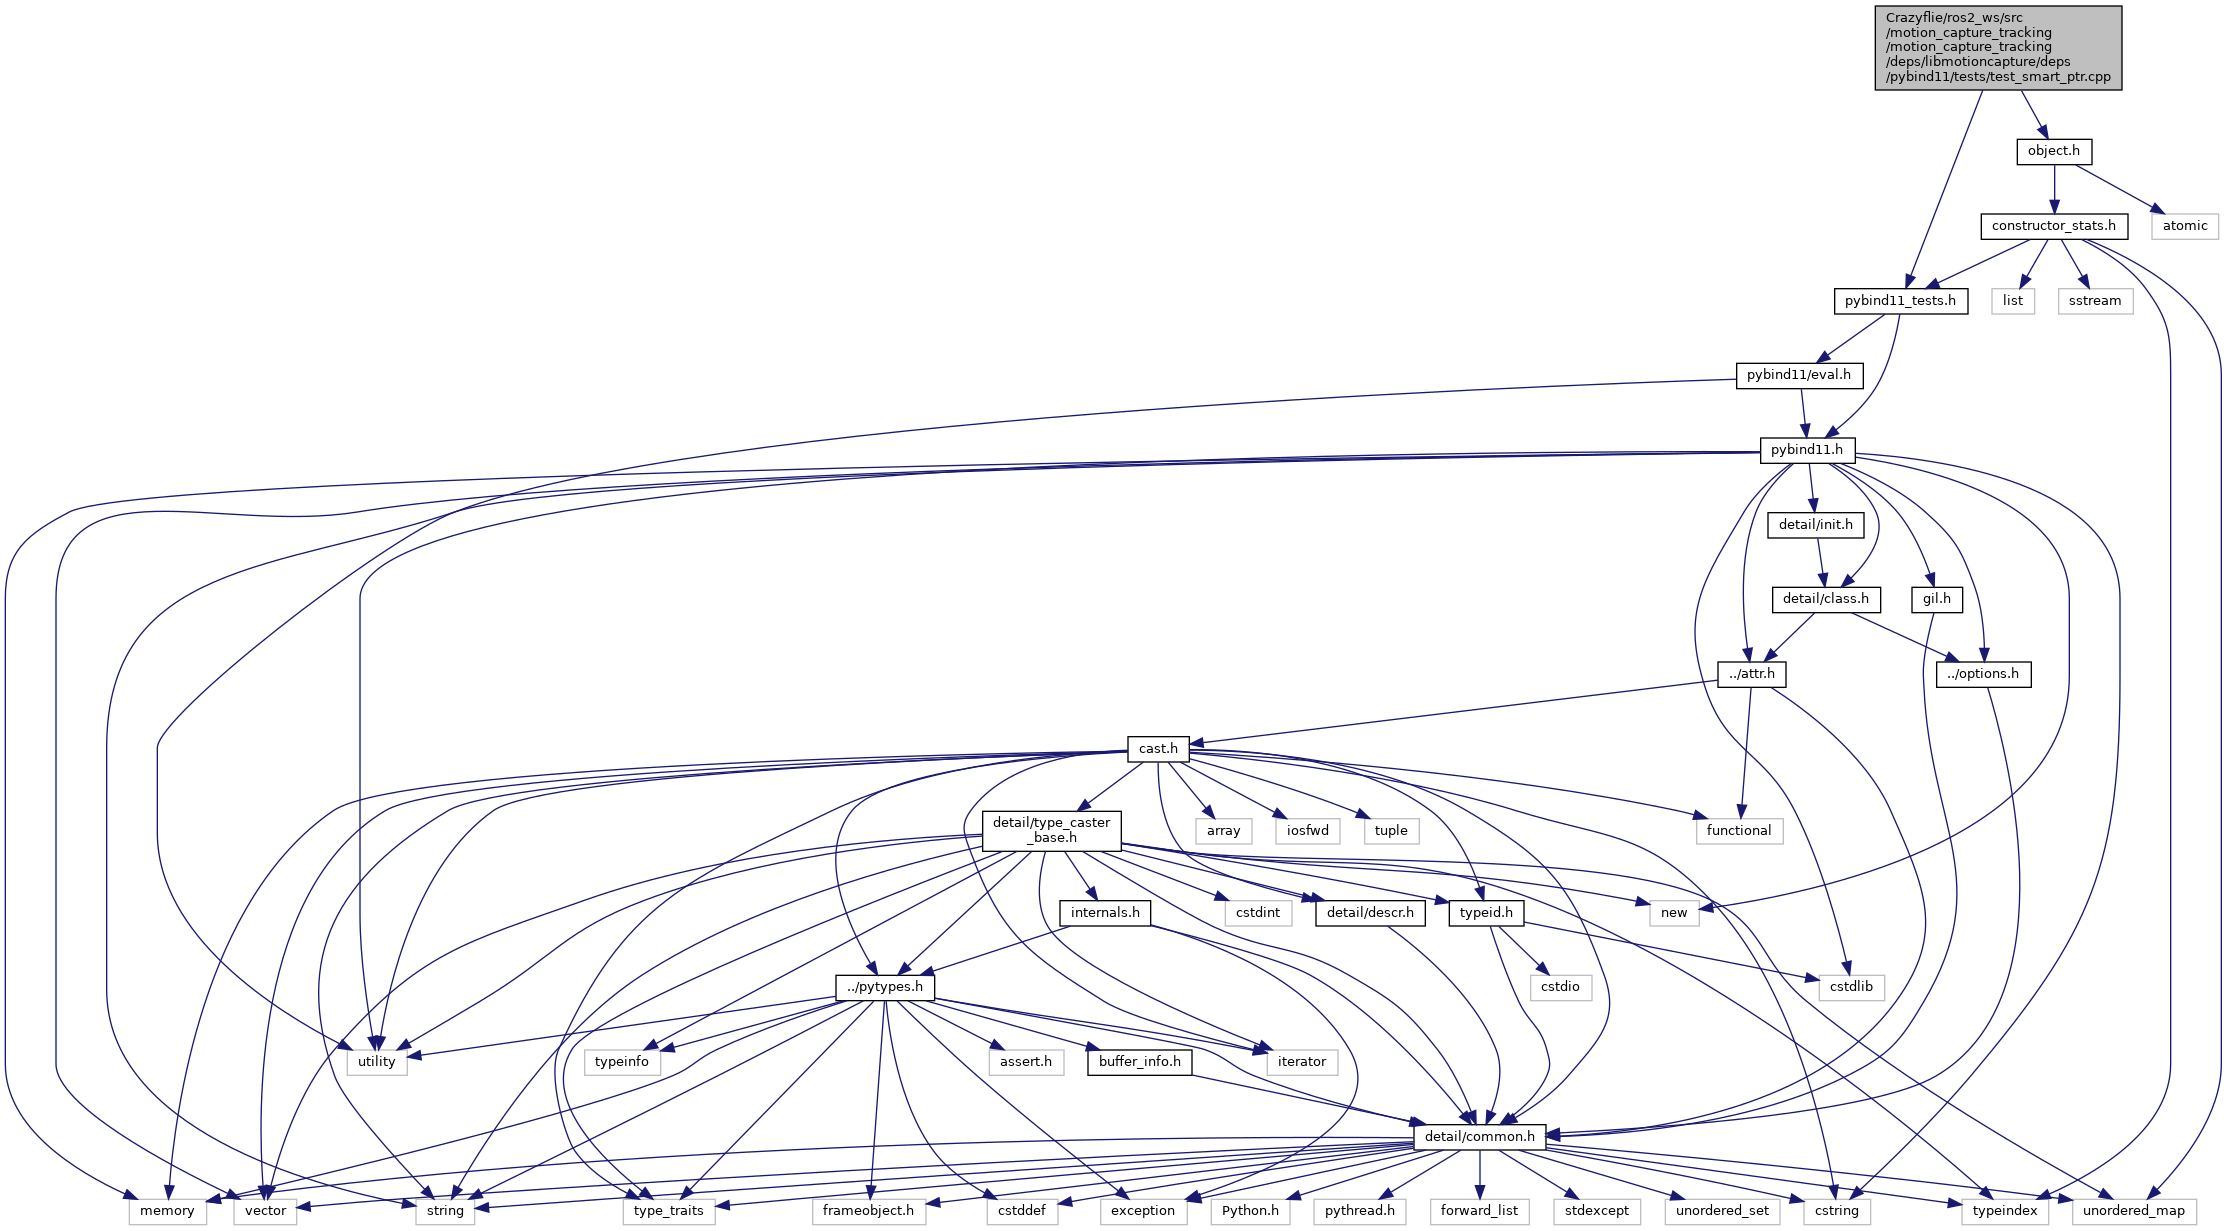 Crazyflie/ros2_ws/src
/motion_capture_tracking
/motion_capture_tracking
/deps/libmotioncapture/deps
/pybind11/tests/test_smart_ptr.cpp
object.h
constructor_stats.h
atomic
pybind11_tests.h
list
sstream
pybind11/eval.h
pybind11.h
detail/init.h
detail/class.h
gil.h
../attr.h
../options.h
cast.h
detail/type_caster
_base.h
array
iosfwd
tuple
functional
internals.h
cstdint
detail/descr.h
typeid.h
new
../pytypes.h
cstdio
cstdlib
utility
typeinfo
assert.h
buffer_info.h
iterator
detail/common.h
memory
vector
string
type_traits
frameobject.h
cstddef
exception
Python.h
pythread.h
forward_list
stdexcept
unordered_set
cstring
typeindex
unordered_map